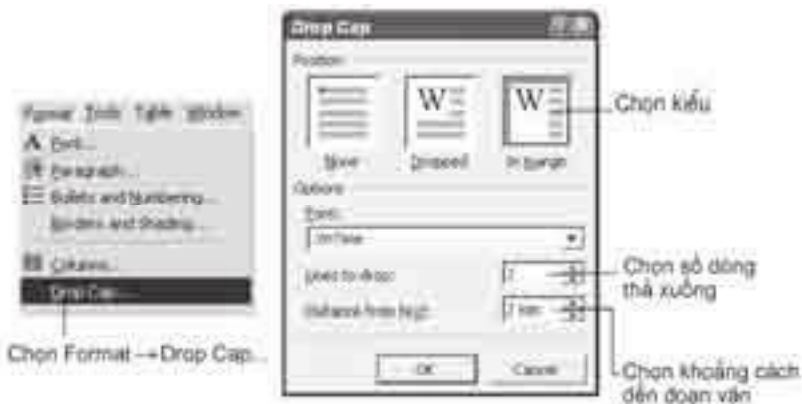 Format Tools Table Window
Font...
Paragraph...
Bullets and Numbering...
Borders and Shading...
Columns...
Drop Cap...
Chọn Format → Drop Cap...
Drop Cap
Position
W
W
None
Dropped
In margin
Chọn kiểu
Options
Font:
Lines to drop:
Chọn số dòng
thả xuống
Distance from text:
OK
Cancel
Chọn khoảng cách
đến đoạn văn